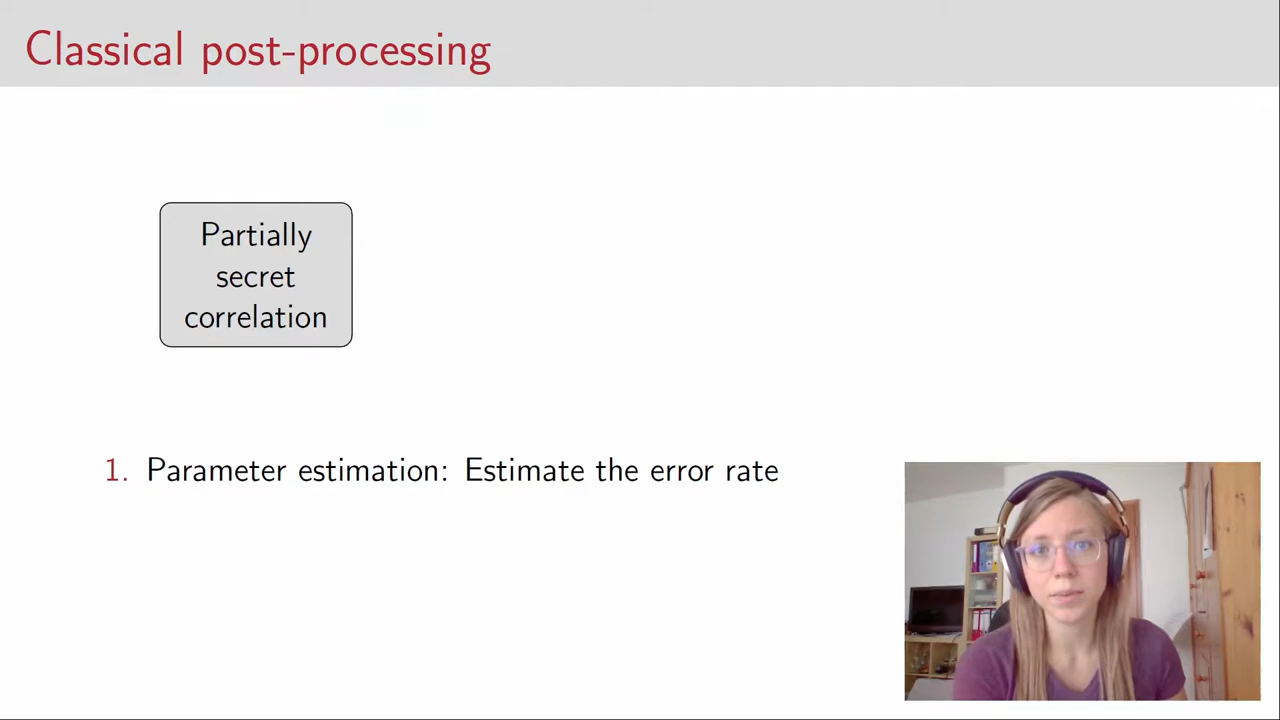 Classical post-processing
Partially
secret
correlation
1. Parameter estimation: Estimate the error rate